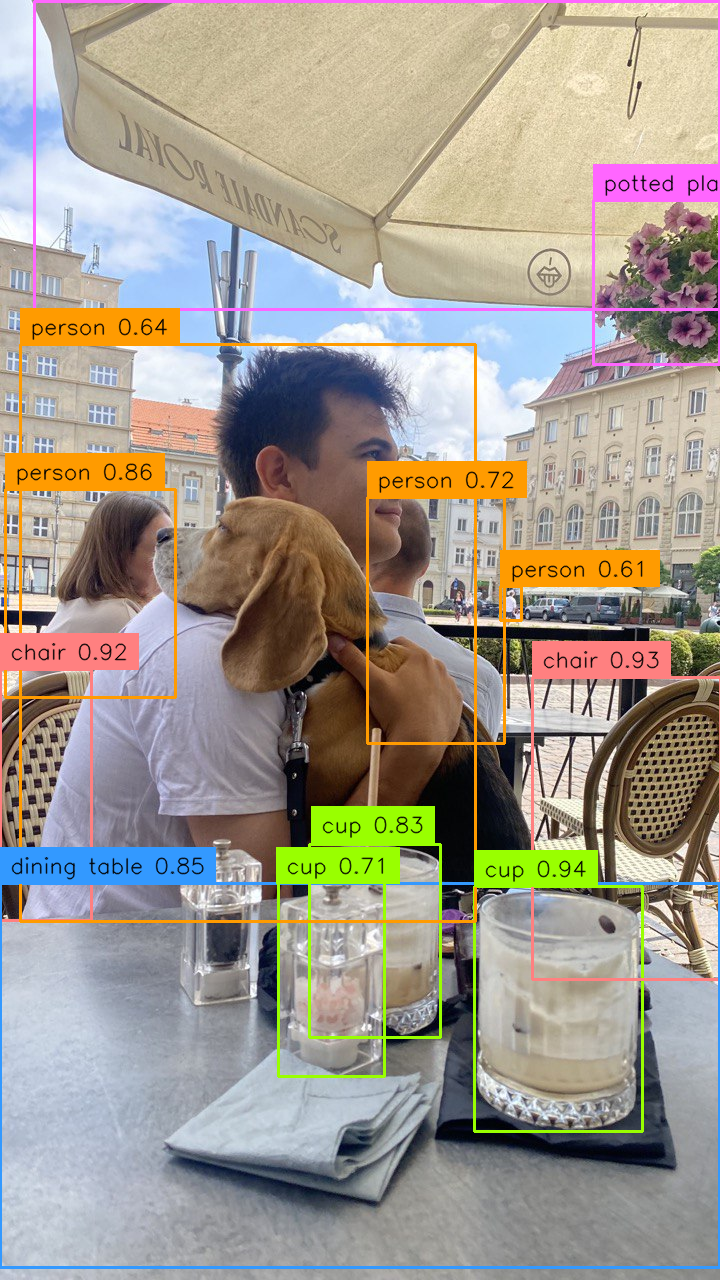 SCANDALE ROYAL
potted pla
person 0.64
person 0.86
person 0.72
person 0.61
chair 0.92
chair 0.93
cup 0.83
dining table 0.85
cup 0.71
cup 0.94